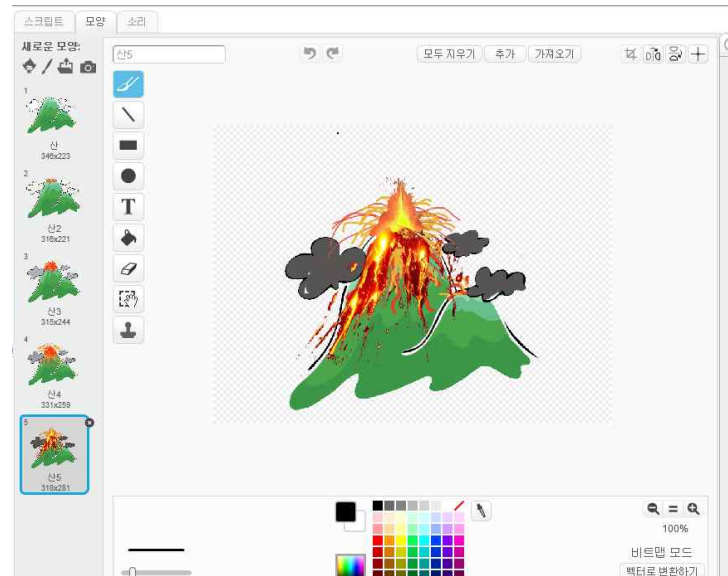 스크립트 모양 소리
새로운 모양:
산5
모두 지우기 추가 가져오기
1
산
346x223
2
산2
316x221
3
산3
315x244
4
산4
331x259
5
산5
318x281
T
100%
비트맵 모드
벡터로 변환하기